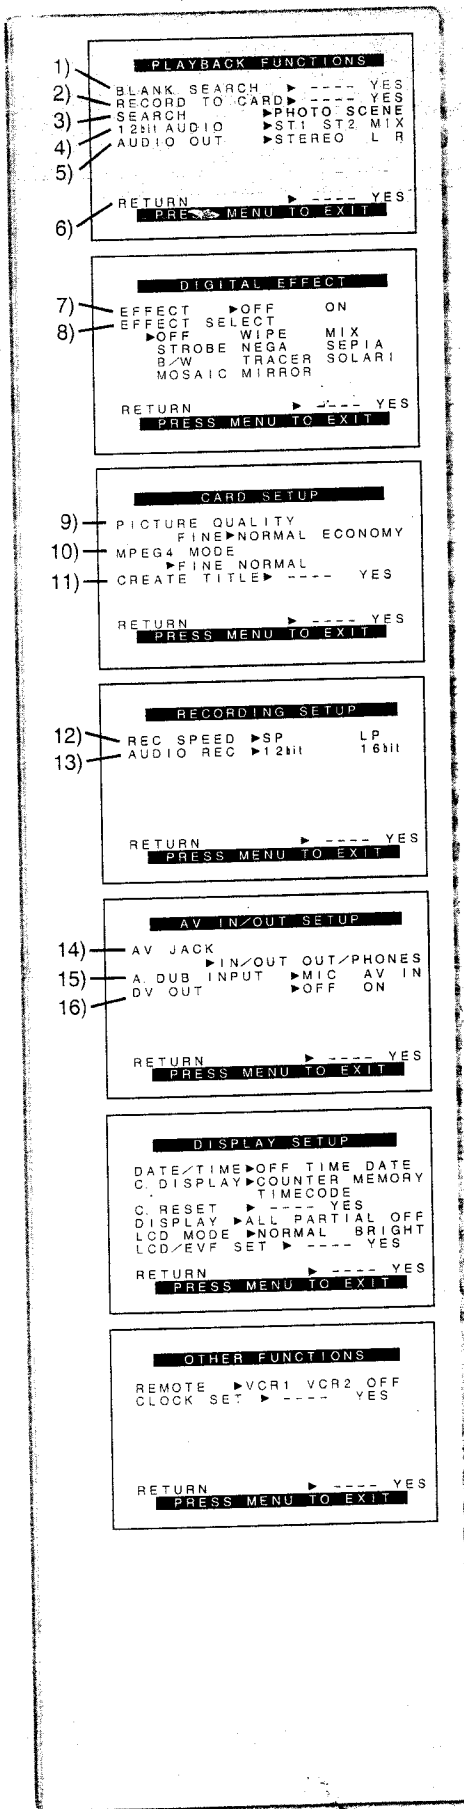 PLAYBACK FUNCTIONS
1) BLANK SEARCH ▶ ---- YES
2) RECORD TO CARD▶ ---- YES
3) SEARCH ▶PHOTO SCENE
4) 12bit AUDIO ▶ST1 ST2 MIX
5) AUDIO OUT ▶STEREO L R
6) RETURN ▶ ---- YES
MENU TO EXIT
DIGITAL EFFECT
7) EFFECT ▶OFF ON
8) EFFECT SELECT
▶OFF WIPE MIX
STROBE NEGA SEPIA
B/W TRACER SOLARI
MOSAIC MIRROR
RETURN ▶ ---- YES
PRESS MENU TO EXIT
CARD SETUP
9) PICTURE QUALITY
FINE▶NORMAL ECONOMY
10) MPEG4 MODE
▶FINE NORMAL
11) CREATE TITLE▶ ---- YES
RETURN ▶ ---- YES
PRESS MENU TO EXIT
RECORDING SETUP
12) REC SPEED ▶SP LP
13) AUDIO REC ▶12bit 16bit
RETURN ▶ ---- YES
PRESS MENU TO EXIT
AV IN/OUT SETUP
14) AV JACK
▶IN/OUT OUT/PHONES
15) A. DUB INPUT ▶MIC AV IN
16) DV OUT ▶OFF ON
RETURN ▶ ---- YES
PRESS MENU TO EXIT
DISPLAY SETUP
DATE/TIME▶OFF TIME DATE
C. DISPLAY▶COUNTER MEMORY
TIMECODE
C. RESET ▶ ---- YES
DISPLAY ▶ALL PARTIAL OFF
LCD MODE ▶NORMAL BRIGHT
LCD/EVF SET ▶ ---- YES
RETURN ▶ ---- YES
PRESS MENU TO EXIT
OTHER FUNCTIONS
REMOTE ▶VCR1 VCR2 OFF
CLOCK SET ▶ ---- YES
RETURN ▶ ---- YES
PRESS MENU TO EXIT